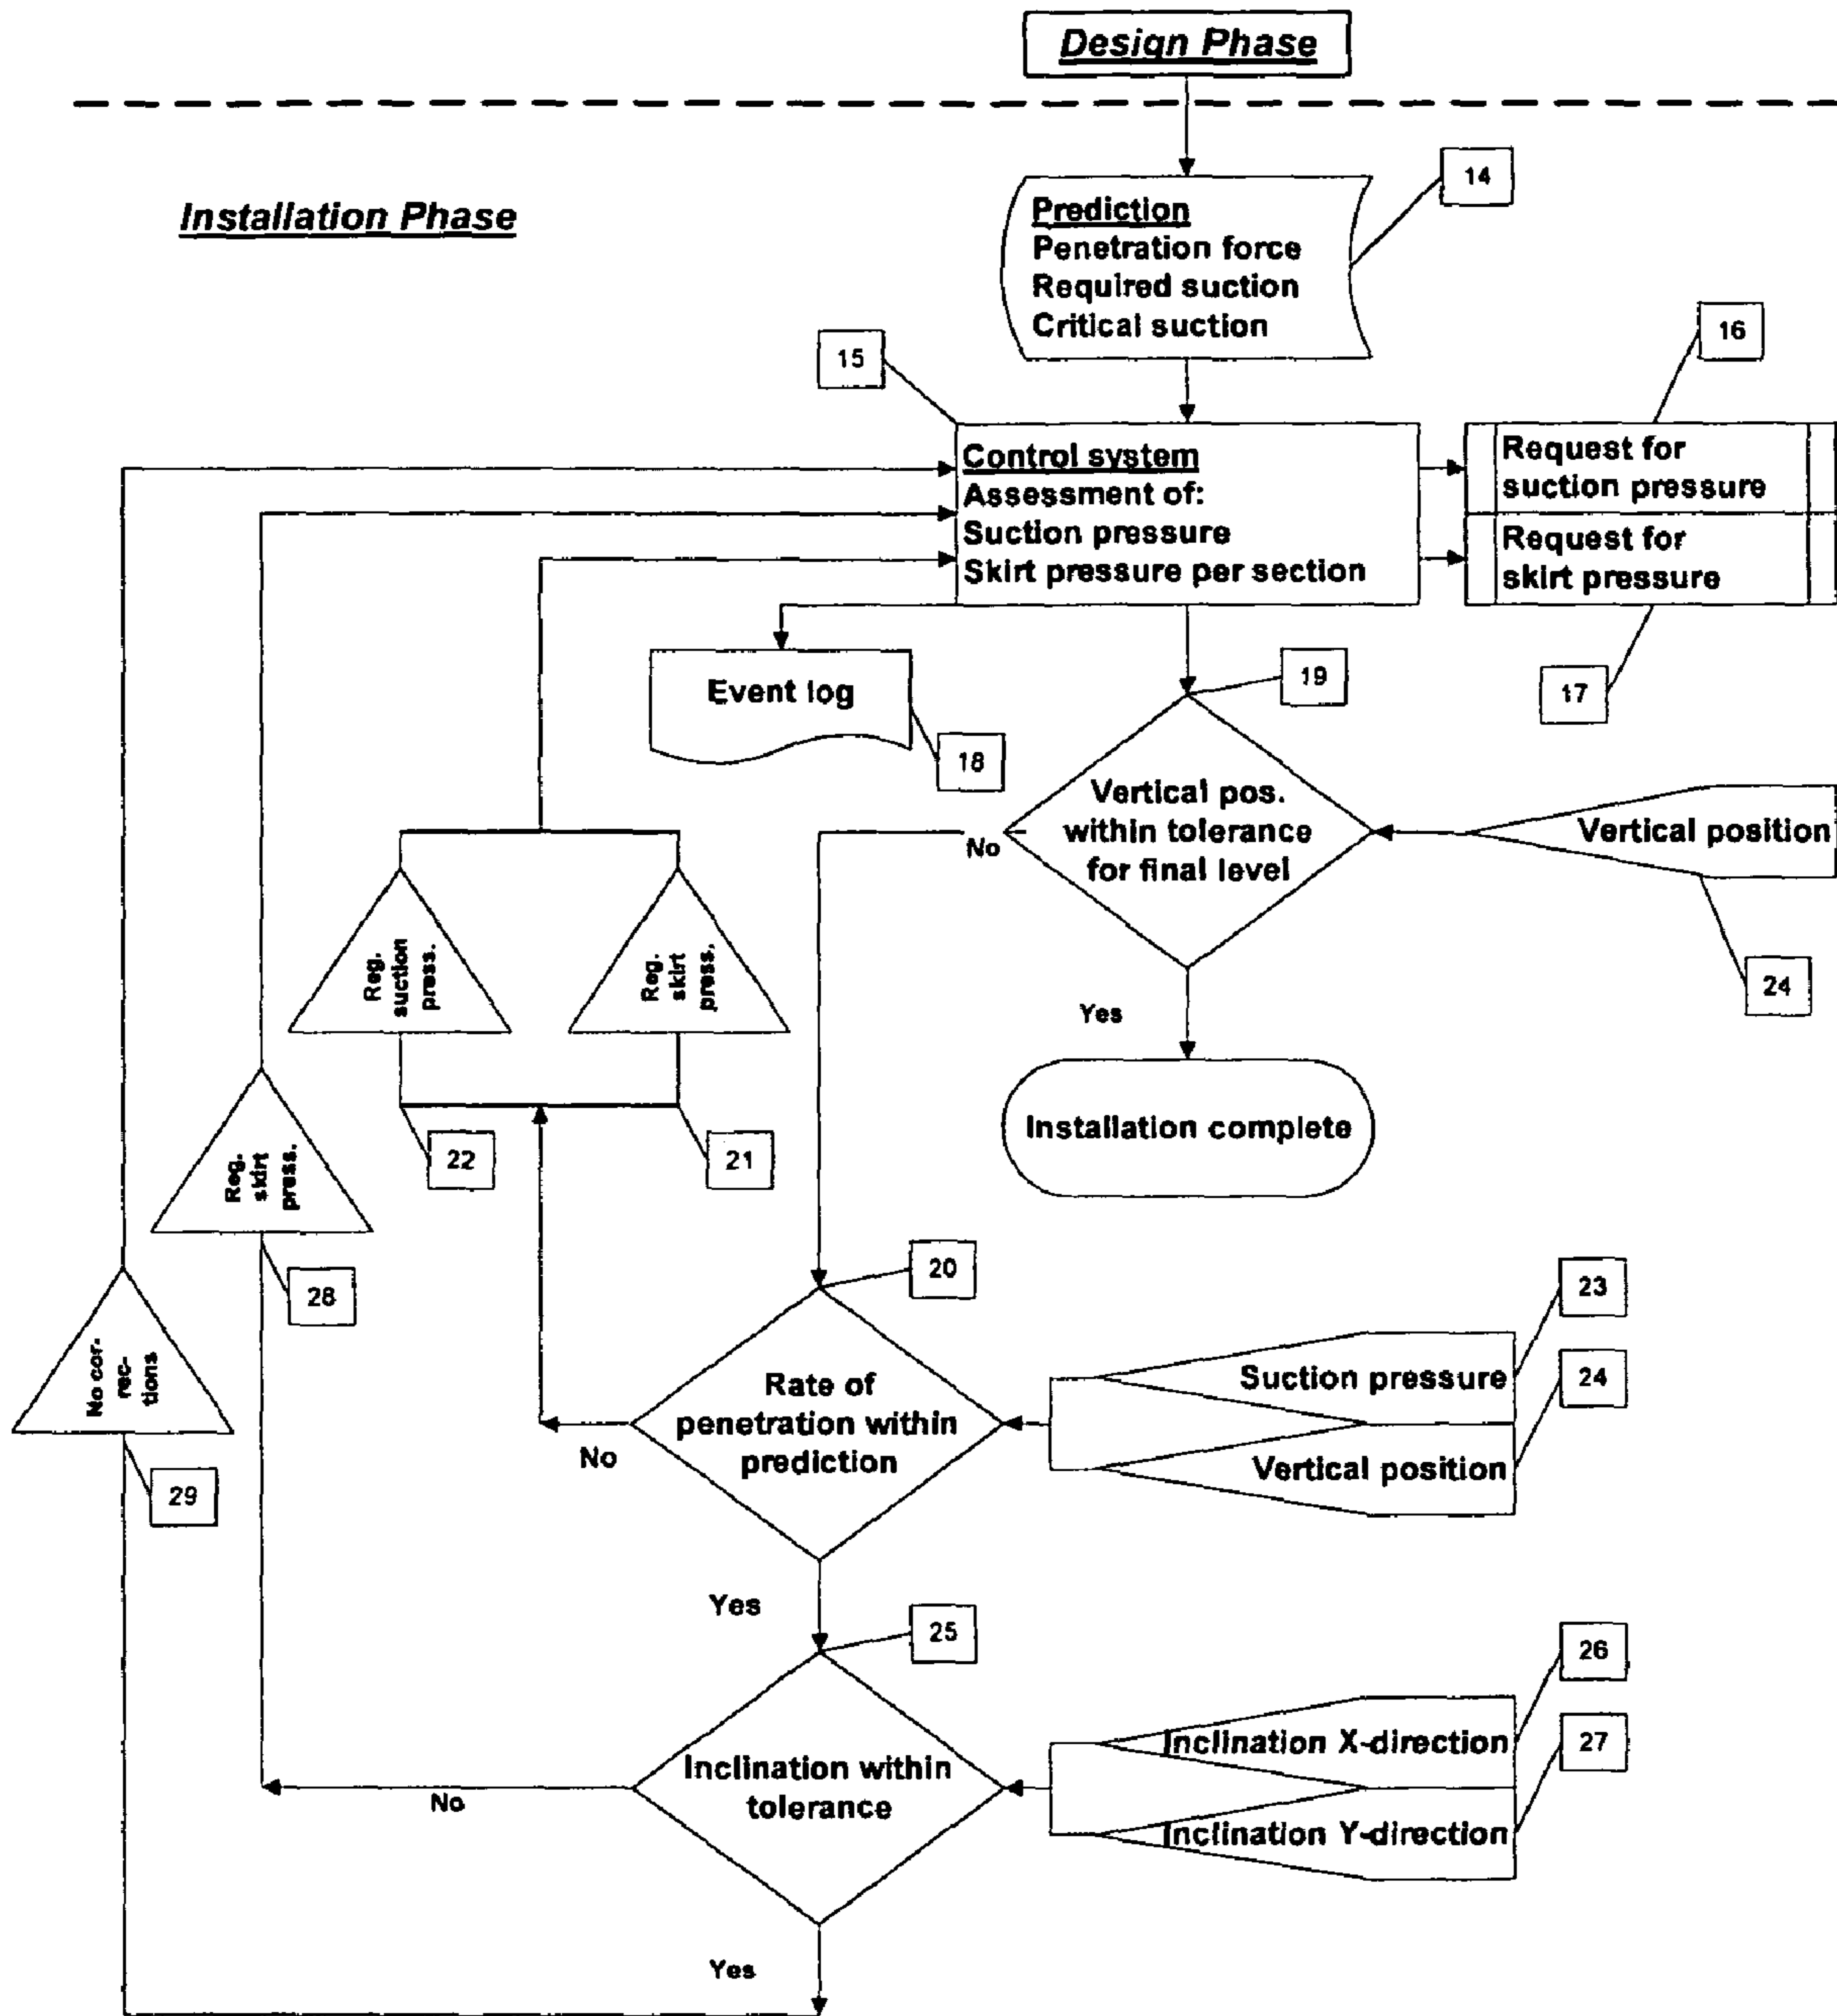 Design Phase
Installation Phase
14
Prediction
Penetration force
Required suction
Critical suction
15
16
Control system
Assessment of:
Suction pressure
Skirt pressure per section
Request for
suction pressure
Request for
skirt pressure
17
Event log
18
19
Vertical pos.
within tolerance
for final level
No
Vertical position
24
Yes
Installation complete
Reg.
suction
press.
Reg.
skirt
press.
22
21
Reg.
skirt
press.
28
No cor-
rec-
tions
29
20
Rate of
penetration within
prediction
No
Suction pressure
23
Vertical position
24
Yes
25
Inclination within
tolerance
No
Inclination X-direction
26
Inclination Y-direction
27
Yes